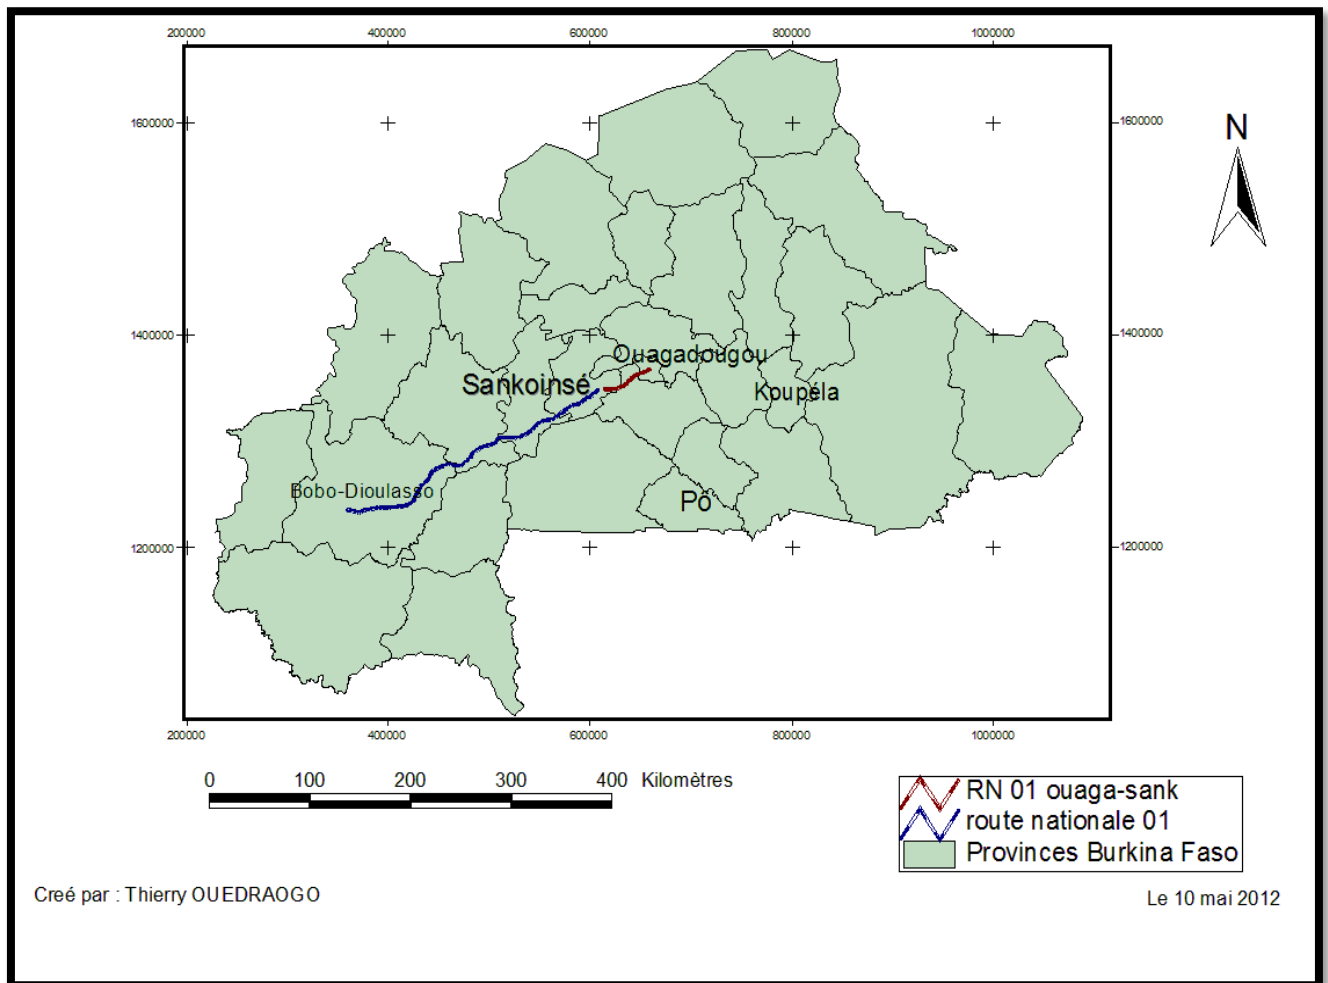 200000 400000 600000 800000 1000000
N
1600000 1600000
1400000 1400000
Ouagadougou
Sankoinsé
Koupéla
Bobo-Dioulasso
Pô
1200000 1200000
200000 400000 600000 800000 1000000
0 100 200 300 400 Kilomètres
RN 01 ouaga-sank
route nationale 01
Provinces Burkina Faso
Creé par : Thierry OUEDRAOGO
Le 10 mai 2012